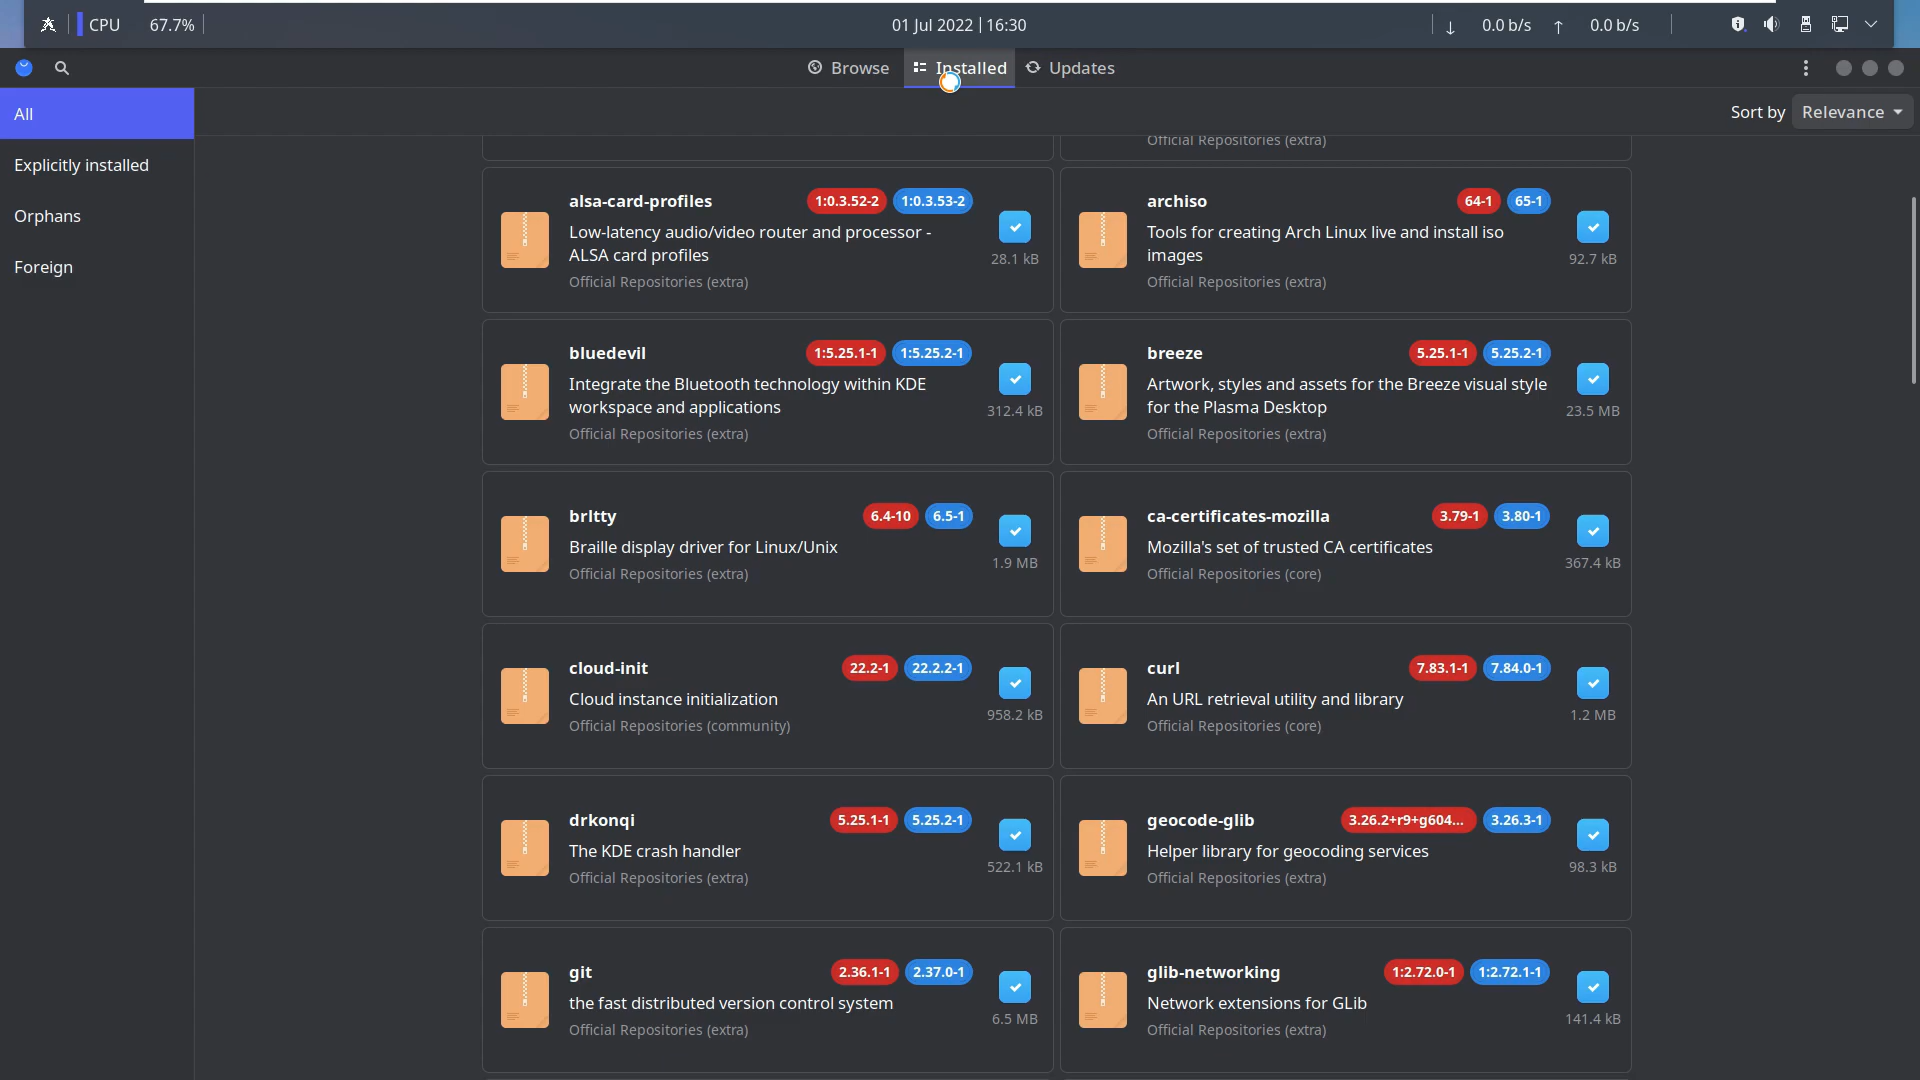 CPU 67.7% 01 Jul 2022 | 16:30 ↓ 0.0 b/s ↑ 0.0 b/s
Browse Installed Updates
All
Sort by Relevance
Explicitly installed
Orphans
Foreign
Official Repositories (extra)
alsa-card-profiles 1:0.3.52-2 1:0.3.53-2
Low-latency audio/video router and processor -
ALSA card profiles
28.1 kB
Official Repositories (extra)
archiso 64-1 65-1
Tools for creating Arch Linux live and install iso
images
92.7 kB
Official Repositories (extra)
bluedevil 1:5.25.1-1 1:5.25.2-1
Integrate the Bluetooth technology within KDE
workspace and applications
312.4 kB
Official Repositories (extra)
breeze 5.25.1-1 5.25.2-1
Artwork, styles and assets for the Breeze visual style
for the Plasma Desktop
23.5 MB
Official Repositories (extra)
brltty 6.4-10 6.5-1
Braille display driver for Linux/Unix
1.9 MB
Official Repositories (extra)
ca-certificates-mozilla 3.79-1 3.80-1
Mozilla's set of trusted CA certificates
367.4 kB
Official Repositories (core)
cloud-init 22.2-1 22.2.2-1
Cloud instance initialization
958.2 kB
Official Repositories (community)
curl 7.83.1-1 7.84.0-1
An URL retrieval utility and library
1.2 MB
Official Repositories (core)
drkonqi 5.25.1-1 5.25.2-1
The KDE crash handler
522.1 kB
Official Repositories (extra)
geocode-glib 3.26.2+r9+g604... 3.26.3-1
Helper library for geocoding services
98.3 kB
Official Repositories (extra)
git 2.36.1-1 2.37.0-1
the fast distributed version control system
6.5 MB
Official Repositories (extra)
glib-networking 1:2.72.0-1 1:2.72.1-1
Network extensions for GLib
141.4 kB
Official Repositories (extra)